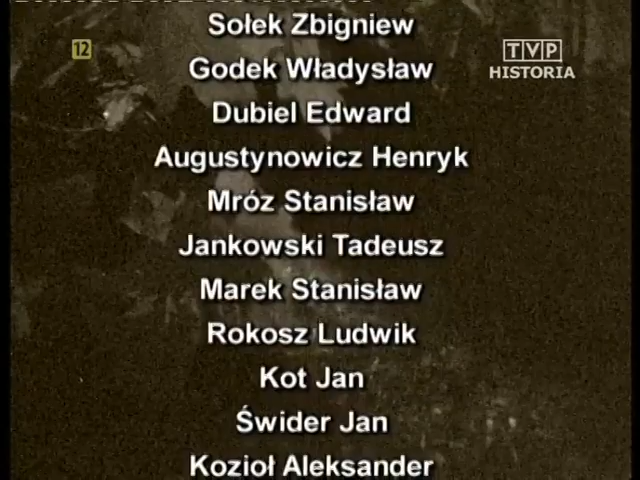 Sołek Zbigniew
12
TVP
HISTORIA
Godek Władysław
Dubiel Edward
Augustynowicz Henryk
Mróz Stanisław
Jankowski Tadeusz
Marek Stanisław
Rokosz Ludwik
Kot Jan
Świder Jan
Kozioł Aleksander